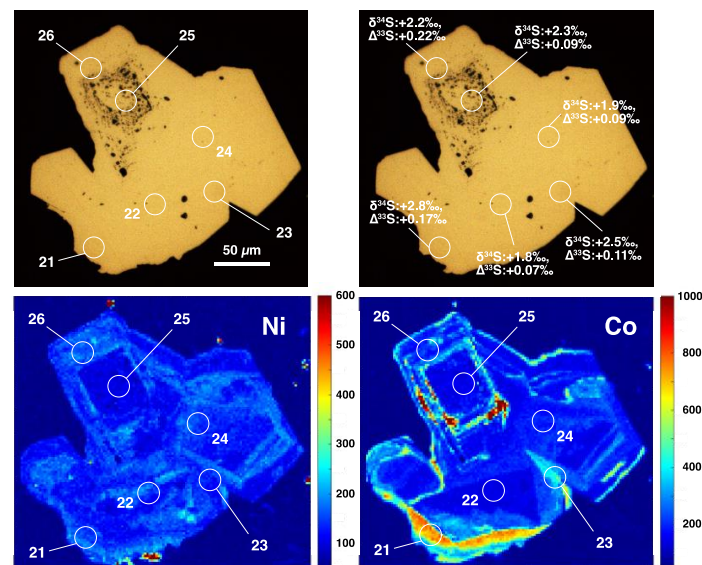 26
25
24
22
23
21
50 µm
δ³⁴S:+2.2‰,
Δ³³S:+0.22‰
δ³⁴S:+2.3‰,
Δ³³S:+0.09‰
δ³⁴S:+1.9‰,
Δ³³S:+0.09‰
δ³⁴S:+2.8‰,
Δ³³S:+0.17‰
δ³⁴S:+2.5‰,
Δ³³S:+0.11‰
δ³⁴S:+1.8‰,
Δ³³S:+0.07‰
26
25
Ni
24
22
21
23
600
500
400
300
200
100
26
25
Co
24
22
21
23
1000
800
600
400
200